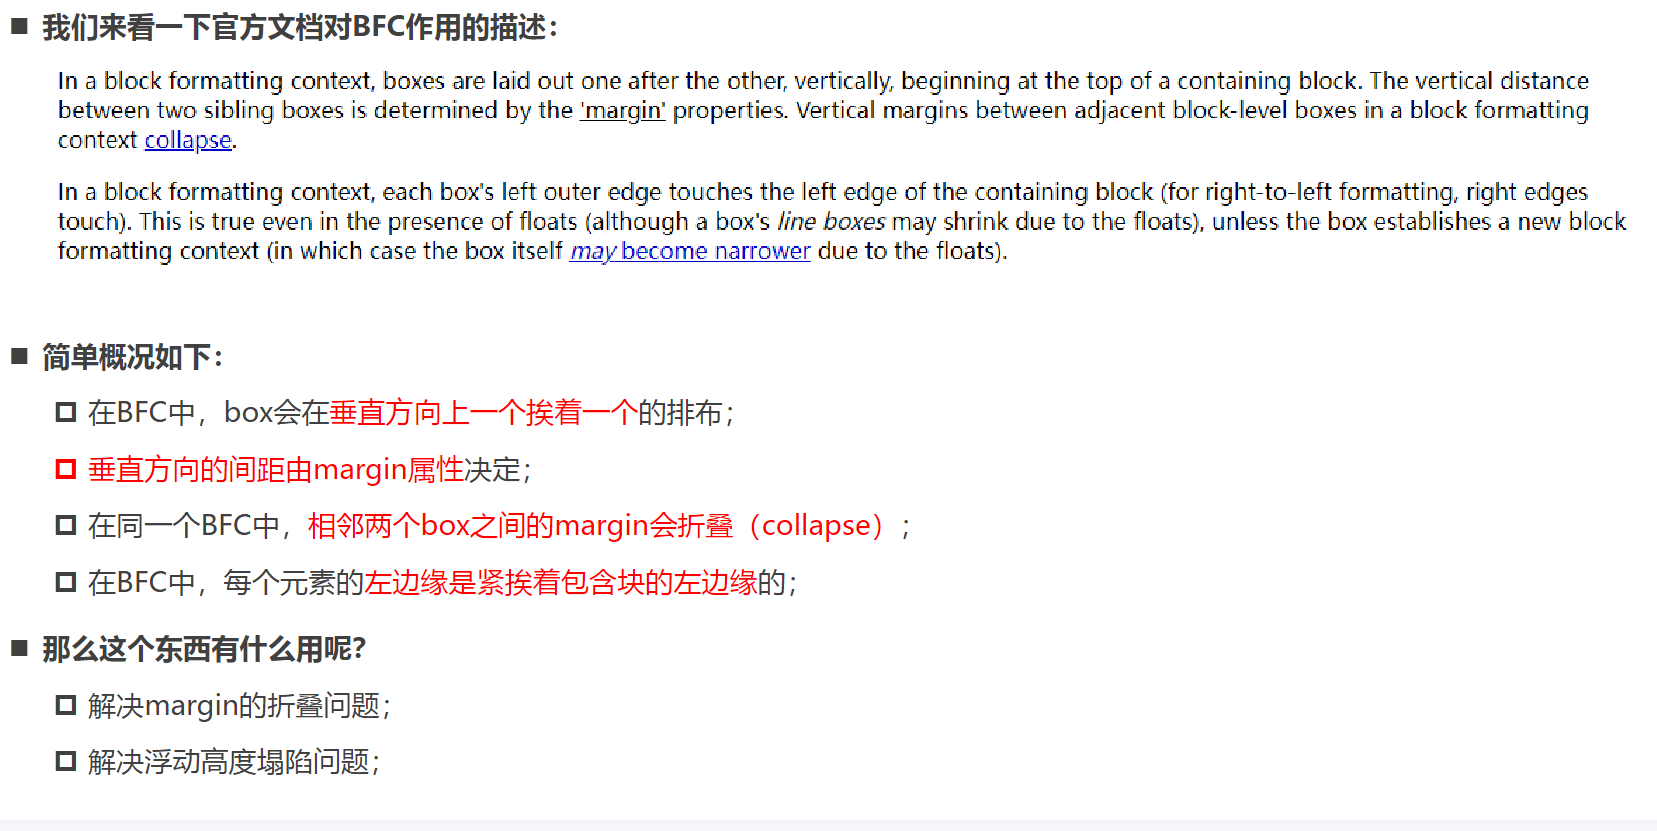 我们来看一下官方文档对BFC作用的描述：
In a block formatting context, boxes are laid out one after the other, vertically, beginning at the top of a containing block. The vertical distance
between two sibling boxes is determined by the 'margin' properties. Vertical margins between adjacent block-level boxes in a block formatting
context collapse.
In a block formatting context, each box's left outer edge touches the left edge of the containing block (for right-to-left formatting, right edges
touch). This is true even in the presence of floats (although a box's line boxes may shrink due to the floats), unless the box establishes a new block
formatting context (in which case the box itself may become narrower due to the floats).
简单概况如下：
在BFC中，box会在垂直方向上一个挨着一个的排布；
垂直方向的间距由margin属性决定；
在同一个BFC中，相邻两个box之间的margin会折叠（collapse）；
在BFC中，每个元素的左边缘是紧挨着包含块的左边缘的；
那么这个东西有什么用呢？
解决margin的折叠问题；
解决浮动高度塌陷问题；